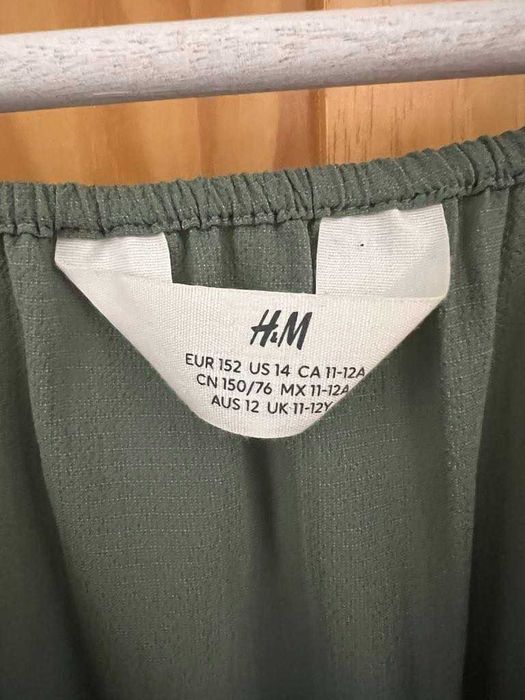 H&M
EUR 152 US 14 CA 11-12A
CN 150/76 MX 11-12A
AUS 12 UK 11-12Y